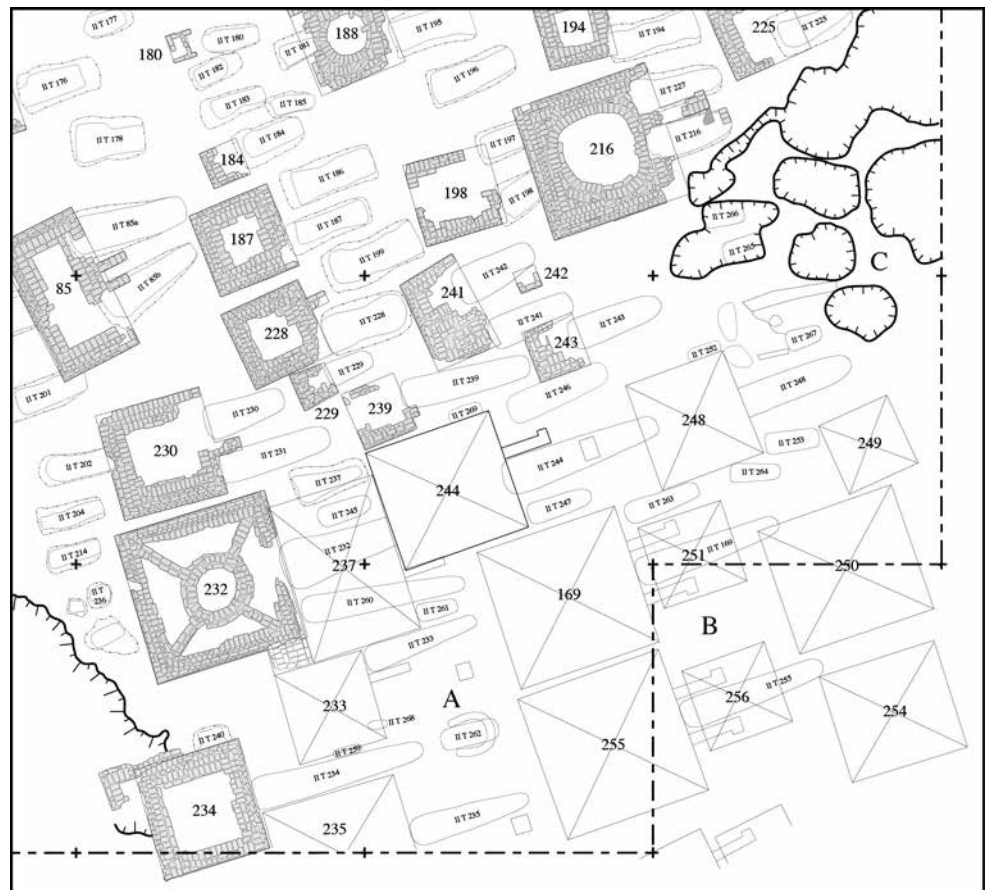 II T 177
180
II T 180
II T 181
188
II T 195
194
II T 194
225
II T 225
II T 176
II T 182
II T 196
II T 183
II T 185
II T 227
II T 178
II T 184
184
II T 197
216
II T 216
II T 186
198
II T 198
II T 85a
187
II T 187
II T 266
II T 265
II T 199
II T 85b
85
241
II T 242
242
C
228
II T 228
II T 241
II T 243
243
II T 267
II T 252
II T 229
229
II T 239
239
II T 246
II T 248
II T 201
II T 230
II T 269
248
230
II T 231
II T 253
249
II T 202
II T 237
244
II T 244
II T 264
II T 204
II T 245
II T 247
II T 263
II T 214
II T 232
237
251
II T 169
250
II T 236
232
II T 260
II T 261
169
B
II T 233
256
II T 255
233
A
254
II T 240
II T 268
II T 262
255
II T 259
II T 234
234
235
II T 235